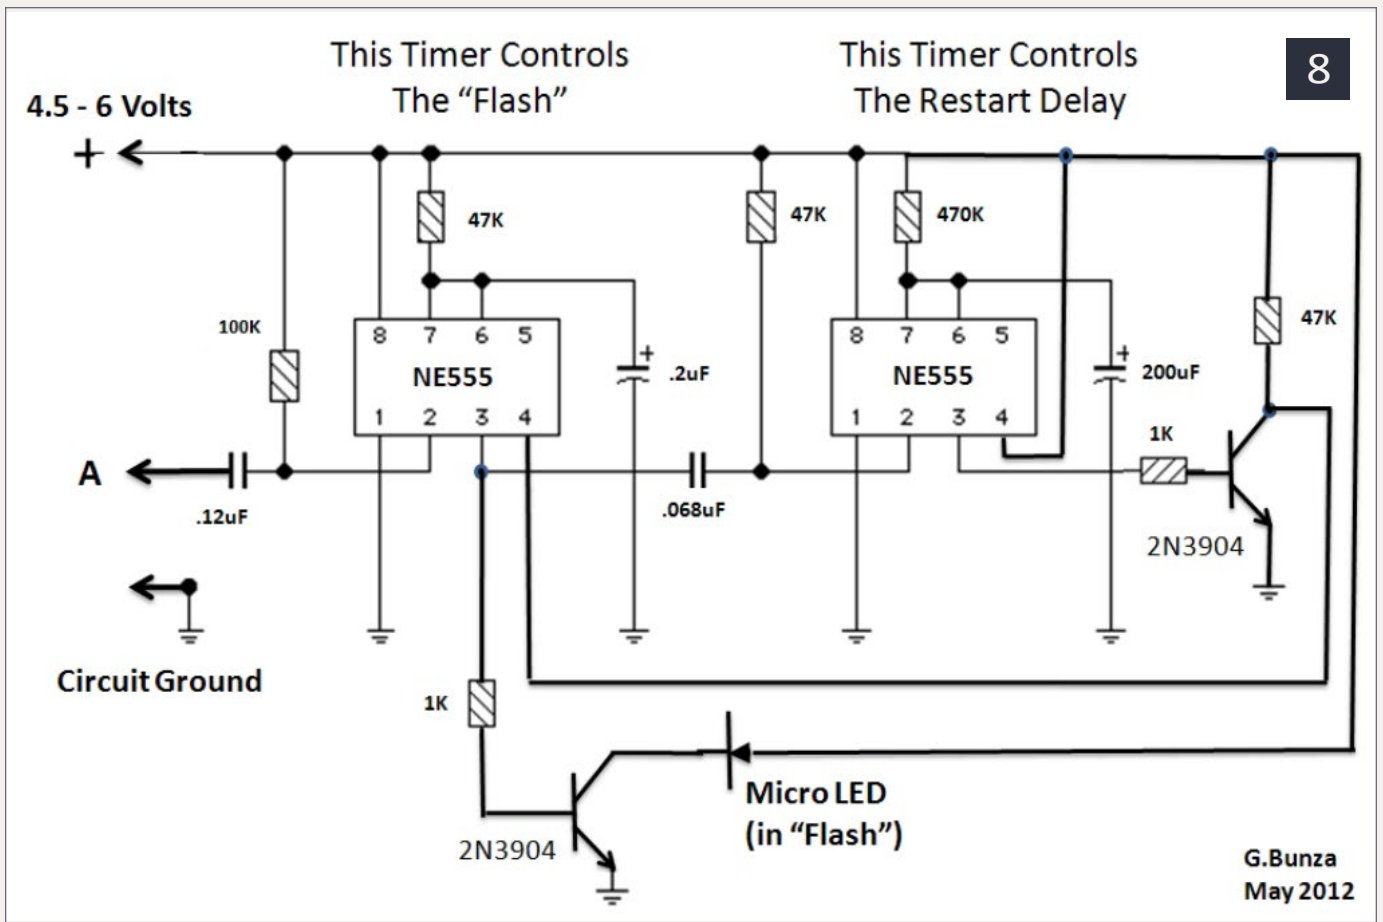 This Timer Controls
The “Flash”
This Timer Controls
The Restart Delay
8
4.5 - 6 Volts
+
47K
47K
470K
100K
8 7 6 5
NE555
1 2 3 4
+
.2uF
8 7 6 5
NE555
1 2 3 4
+
200uF
47K
1K
A
.12uF
.068uF
2N3904
Circuit Ground
1K
Micro LED
(in “Flash”)
2N3904
G.Bunza
May 2012